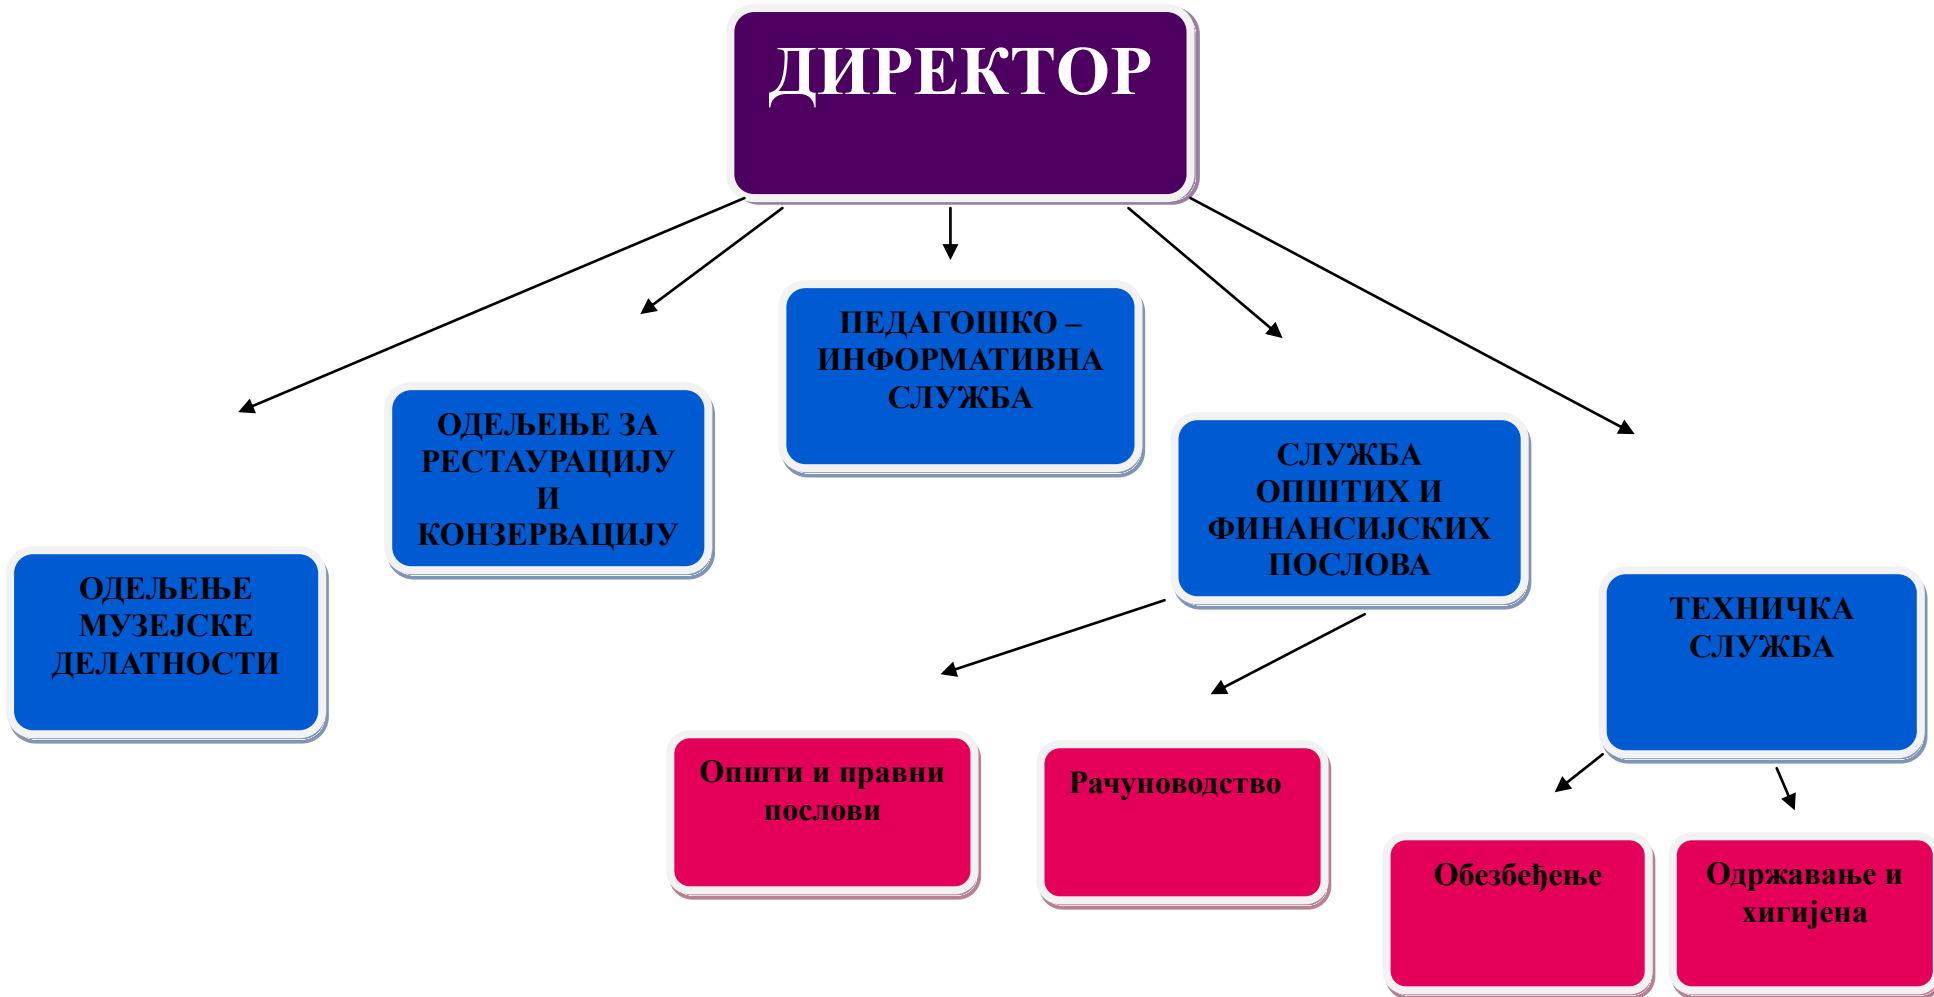 ДИРЕКТОР
ПЕДАГОШКО –
ИНФОРМАТИВНА
СЛУЖБА
ОДЕЉЕЊЕ ЗА
РЕСТАУРАЦИЈУ
И
КОНЗЕРВАЦИЈУ
СЛУЖБА
ОПШТИХ И
ФИНАНСИЈСКИХ
ПОСЛОВА
ОДЕЉЕЊЕ
МУЗЕЈСКЕ
ДЕЛАТНОСТИ
ТЕХНИЧКА
СЛУЖБА
Општи и правни
послови
Рачуноводство
Обезбеђење
Одржавање и
хигијена